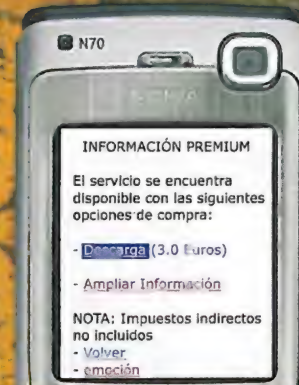 N70
NOKIA
INFORMACIÓN PREMIUM
El servicio se encuentra
disponible con las siguientes
opciones de compra:
- Descarga (3.0 Euros)
- Ampliar Información
NOTA: Impuestos indirectos
no incluidos
- Volver
- emoción